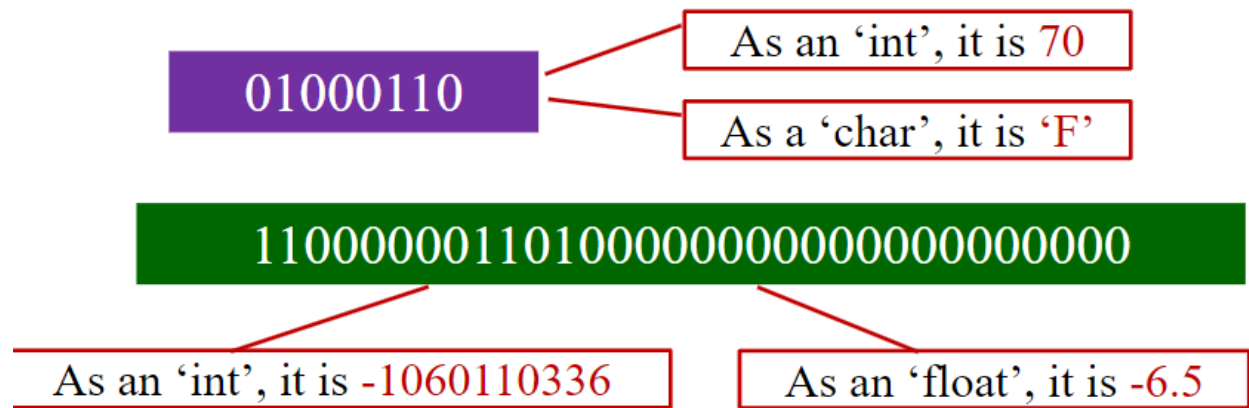 As an ‘int’, it is 70
01000110
As a ‘char’, it is ‘F’
11000000110100000000000000000000
As an ‘int’, it is -1060110336
As an ‘float’, it is -6.5